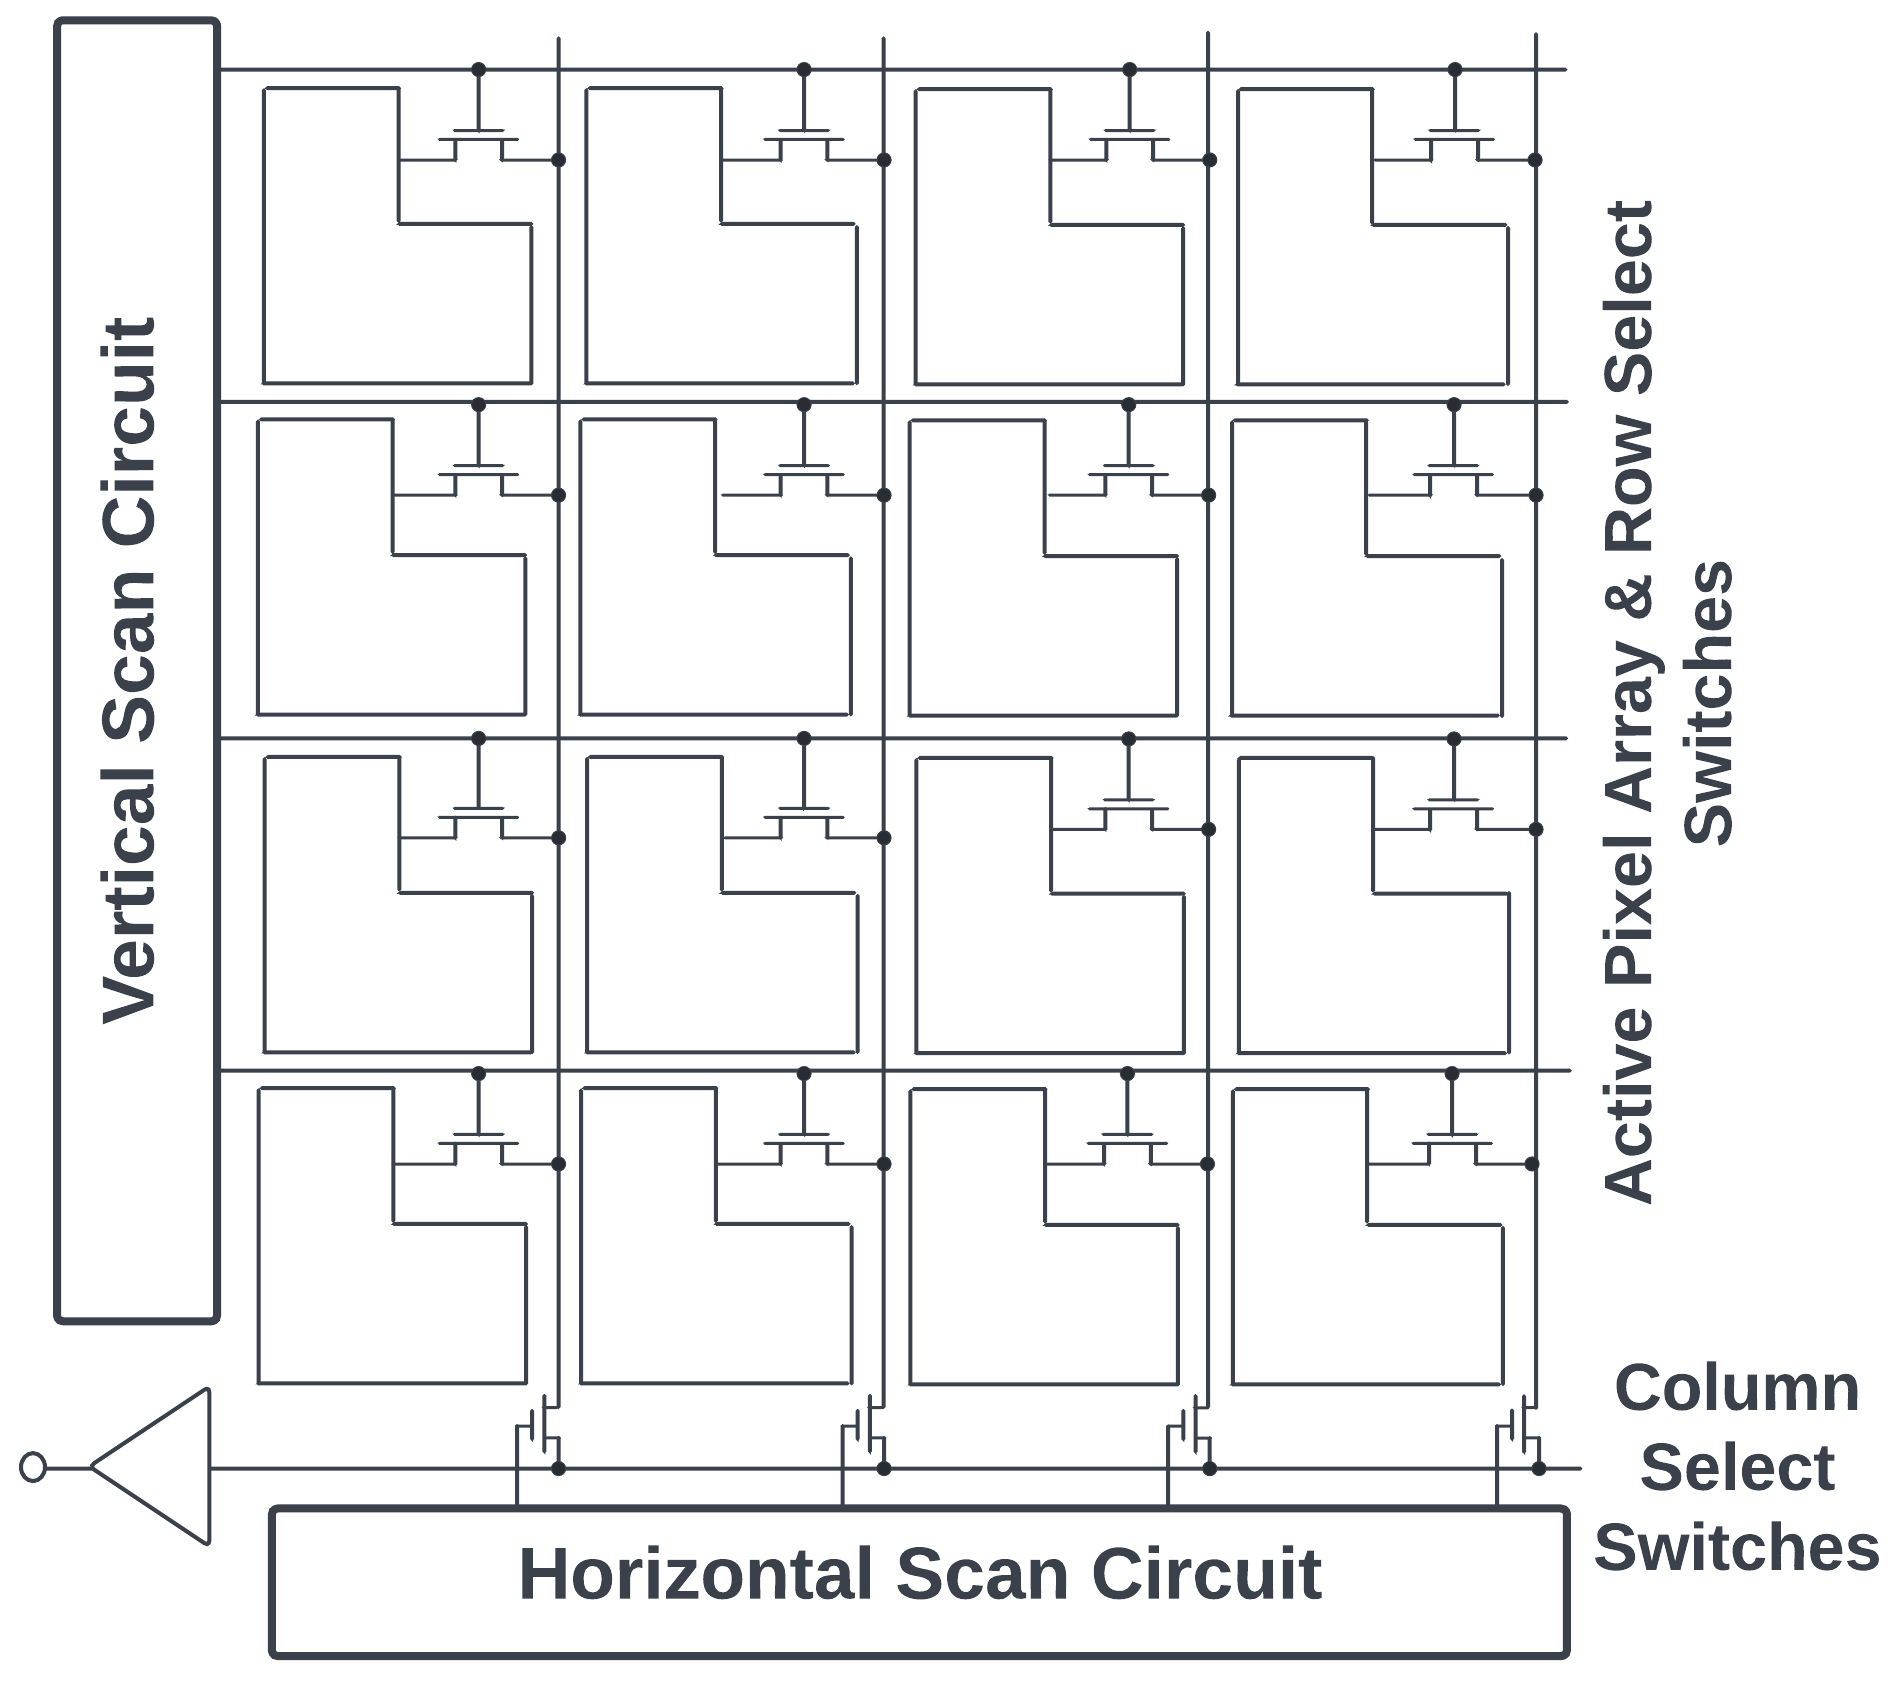 Vertical Scan Circuit
Active Pixel Array & Row Select
Switches
Column
Select
Switches
Horizontal Scan Circuit